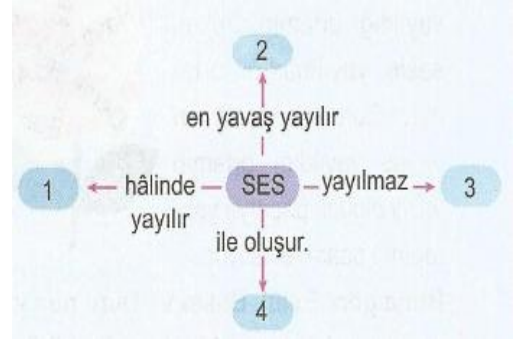 2
en yavaş yayılır
1
hâlinde
yayılır
SES
yayılmaz
3
ile oluşur.
4